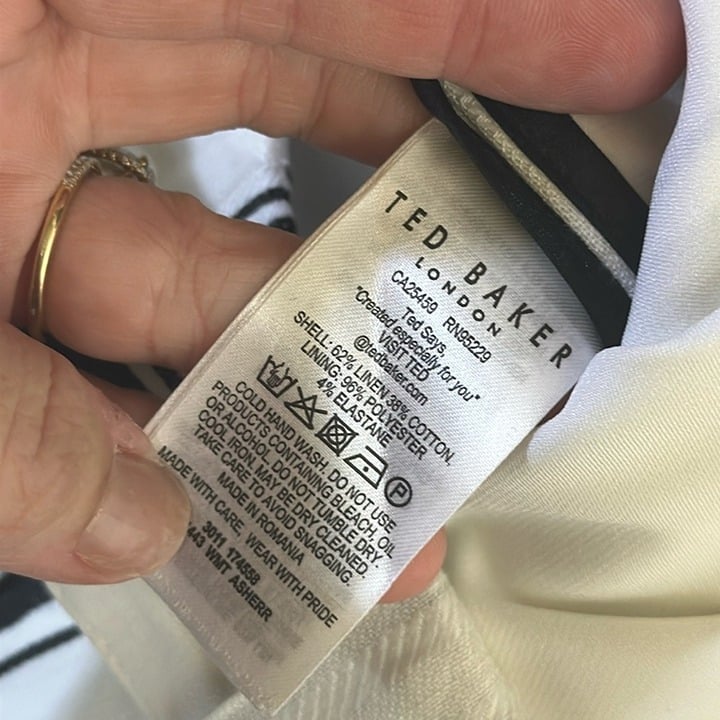 TED BAKER
LONDON
CA25459 RN95229
Ted Says,
"Created especially for you"
VISIT TED
@tedbaker.com
SHELL: 62% LINEN 38% COTTON,
LINING: 96% POLYESTER
4% ELASTANE
P
COLD HAND WASH. DO NOT USE
PRODUCTS CONTAINING BLEACH, OIL
OR ALCOHOL. DO NOT TUMBLE DRY.
COOL IRON. MAY BE DRY CLEANED.
TAKE CARE TO AVOID SNAGGING.
MADE IN ROMANIA
MADE WITH CARE, WEAR WITH PRIDE
3011 174558
443 WMT ASHERR